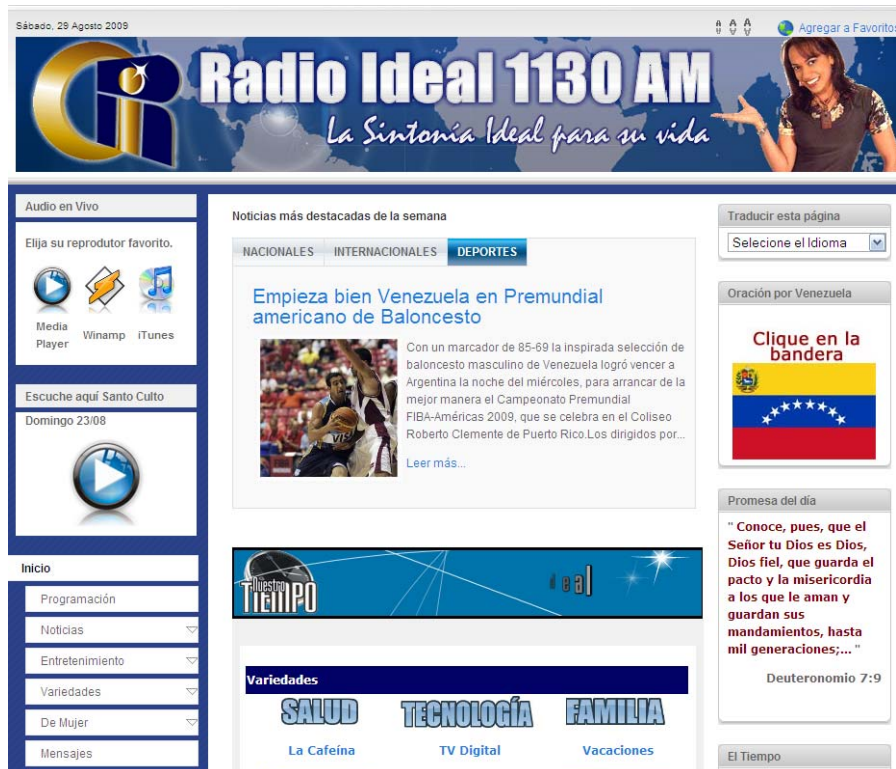 Sábado, 29 Agosto 2009
A A A
Agregar a Favoritos
Radio Ideal 1130 AM
La Sintonía Ideal para su vida
Audio en Vivo
Elija su reprodutor favorito.
Media Player
Winamp
iTunes
Escuche aquí Santo Culto
Domingo 23/08
Inicio
Programación
Noticias
Entretenimiento
Variedades
De Mujer
Mensajes
Noticias más destacadas de la semana
NACIONALES INTERNACIONALES DEPORTES
Empieza bien Venezuela en Premundial
americano de Baloncesto
Con un marcador de 85-69 la inspirada selección de
baloncesto masculino de Venezuela logró vencer a
Argentina la noche del miércoles, para arrancar de la
mejor manera el Campeonato Premundial
FIBA-Américas 2009, que se celebra en el Coliseo
Roberto Clemente de Puerto Rico.Los dirigidos por...
Leer más...
Nuestro
TIEMPO
deal
Variedades
SALUD TECNOLOGÍA FAMILIA
La Cafeína TV Digital Vacaciones
Traducir esta página
Selecione el Idioma
Oración por Venezuela
Clique en la
bandera
Promesa del día
" Conoce, pues, que el
Señor tu Dios es Dios,
Dios fiel, que guarda el
pacto y la misericordia
a los que le aman y
guardan sus
mandamientos, hasta
mil generaciones;... "
Deuteronomio 7:9
El Tiempo